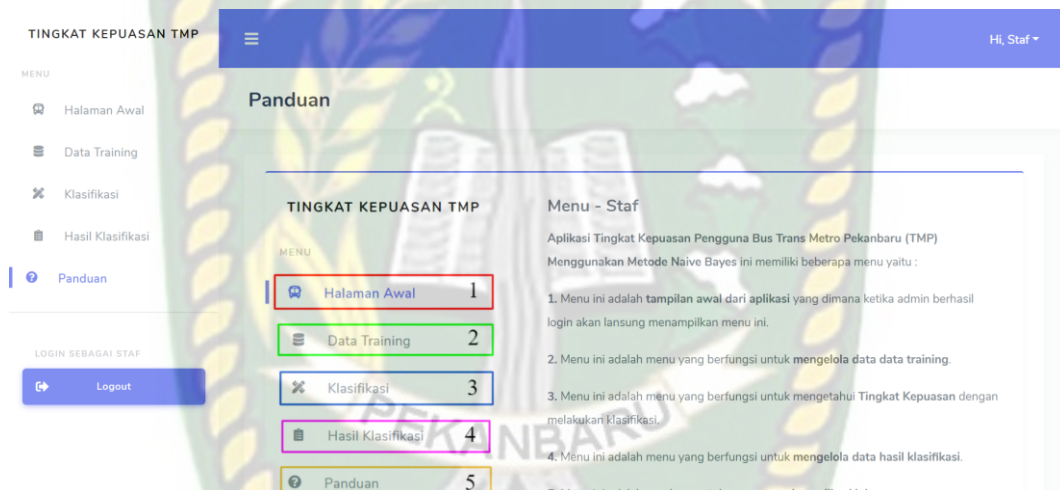 TINGKAT KEPUASAN TMP
Hi, Staf
MENU
Halaman Awal
Data Training
Klasifikasi
Hasil Klasifikasi
Panduan
LOGIN SEBAGAI STAF
Logout
Panduan
TINGKAT KEPUASAN TMP
MENU
Halaman Awal 1
Data Training 2
Klasifikasi 3
Hasil Klasifikasi 4
Panduan 5
Menu - Staf
Aplikasi Tingkat Kepuasan Pengguna Bus Trans Metro Pekanbaru (TMP)
Menggunakan Metode Naive Bayes ini memiliki beberapa menu yaitu :
1. Menu ini adalah tampilan awal dari aplikasi yang dimana ketika admin berhasil
login akan lansung menampilkan menu ini.
2. Menu ini adalah menu yang berfungsi untuk mengelola data data training.
3. Menu ini adalah menu yang berfungsi untuk mengetahui Tingkat Kepuasan dengan
melakukan klasifikasi.
4. Menu ini adalah menu yang berfungsi untuk mengelola data hasil klasifikasi.
PEKANBARU